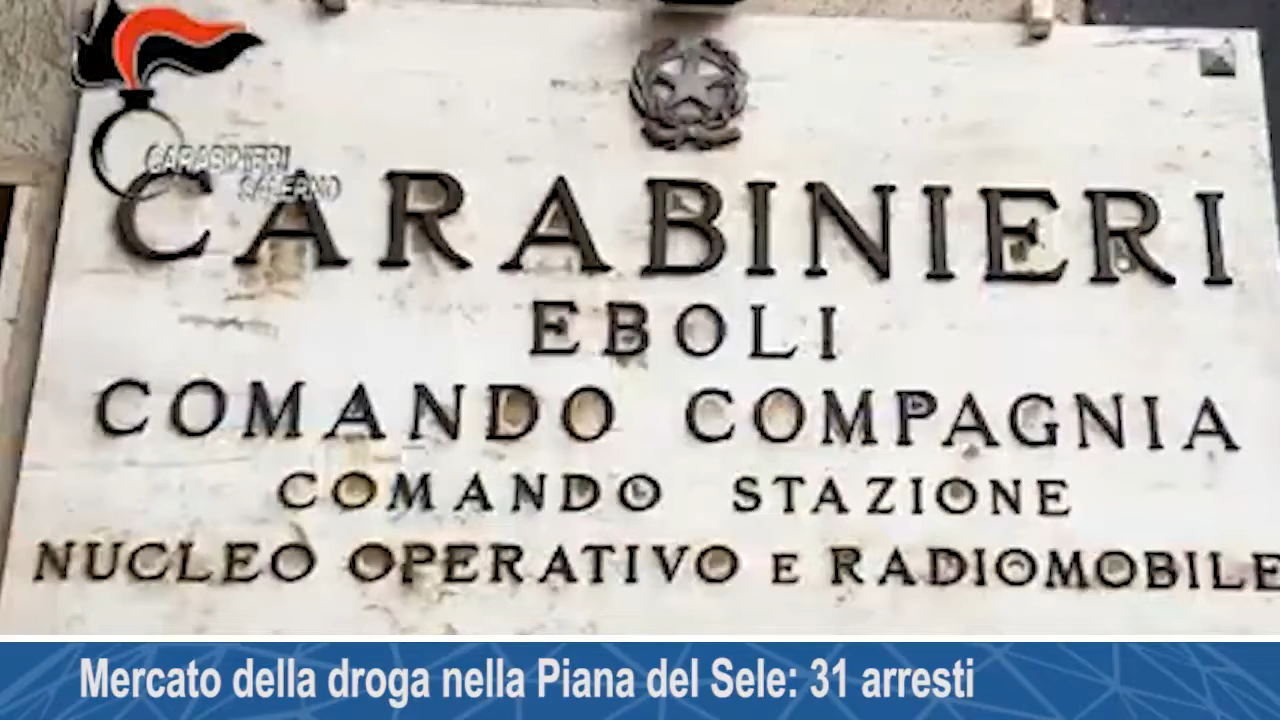 CARABINIERI
SALERNO
CARABINIERI
EBOLI
COMANDO COMPAGNIA
COMANDO STAZIONE
NUCLEO OPERATIVO E RADIOMOBILE
Mercato della droga nella Piana del Sele: 31 arresti